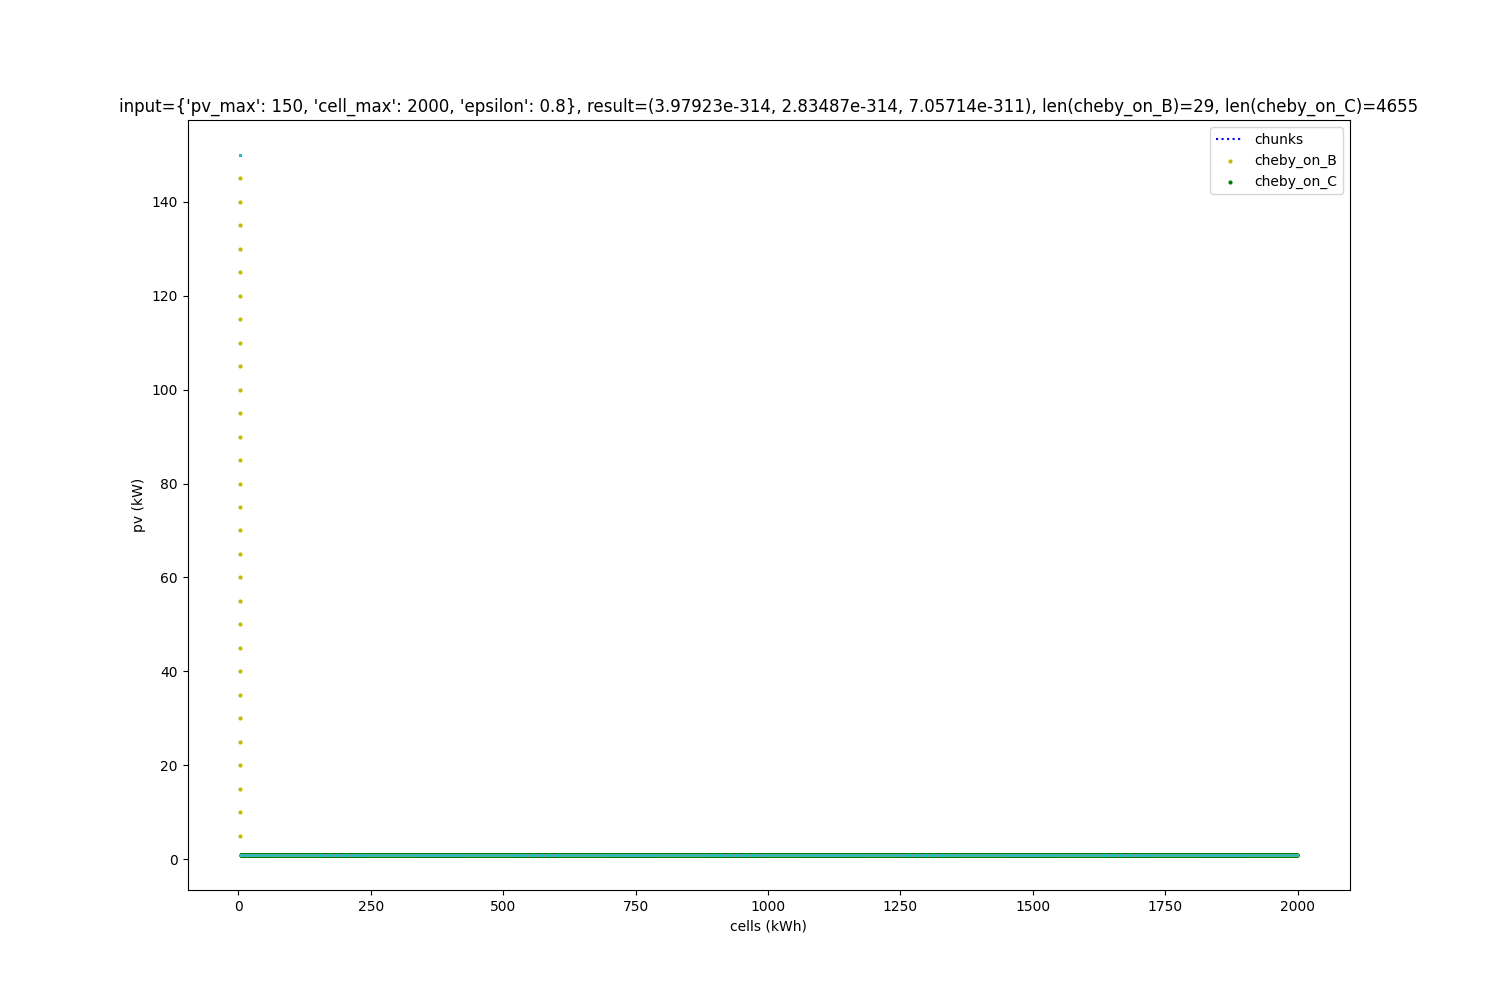 input={'pv_max': 150, 'cell_max': 2000, 'epsilon': 0.8}, result=(3.97923e-314, 2.83487e-314, 7.05714e-311), len(cheby_on_B)=29, len(cheby_on_C)=4655
chunks
cheby_on_B
cheby_on_C
140
120
100
80
60
40
20
0
pv (kW)
0 250 500 750 1000 1250 1500 1750 2000
cells (kWh)